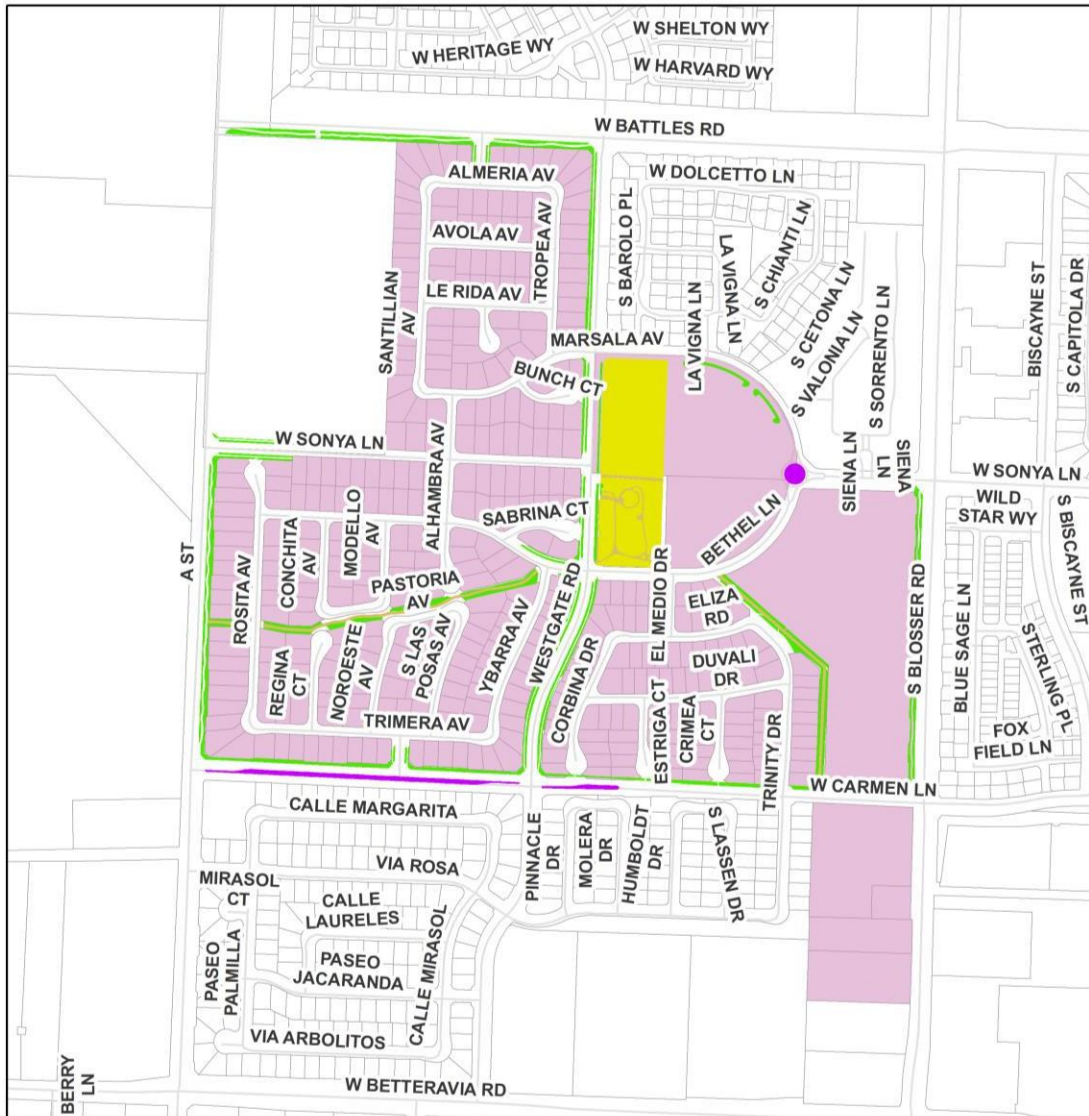 W SHELTON WY
W HERITAGE WY
W HARVARD WY
W BATTLES RD
ALMERIA AV
W DOLCETTO LN
AVOLA AV
TROPEA AV
S BAROLO PL
LA VIGNA LN
S CHIANTI LN
LE RIDA AV
SANTILLIAN
AV
S CETONA LN
S VALONIA LN
S SORRENTO LN
BISCAYNE ST
S CAPITOLA DR
MARSALA AV
LA VIGNA LN
BUNCH CT
W SONYA LN
ALHAMBRA AV
SIENA LN
SIENA
LN
W SONYA LN
SABRINA CT
WILD
STAR WY
S BISCAYNE ST
CONCHITA
AV
MODELLO
AV
BETHEL LN
A ST
ROSITA AV
PASTORIA
AV
EL MEDIO DR
ELIZA
RD
S BLOSSER RD
BLUE SAGE LN
STERLING PL
REGINA
CT
NOROESTE
AV
S LAS
POSAS AV
YBARRA AV
WESTGATE RD
CORBINA DR
DUVALI
DR
ESTRIGA CT
CRIMEA
CT
TRINITY DR
TRIMERA AV
FOX
FIELD LN
W CARMEN LN
CALLE MARGARITA
PINNACLE
DR
MOLERA
DR
HUMBOLDT
DR
S LASSEN DR
VIA ROSA
MIRASOL
CT
CALLE
LAURELES
CALLE MIRASOL
PASEO
PALMILLA
PASEO
JACARANDA
VIA ARBOLITOS
BERRY
LN
W BETTERAVIA RD